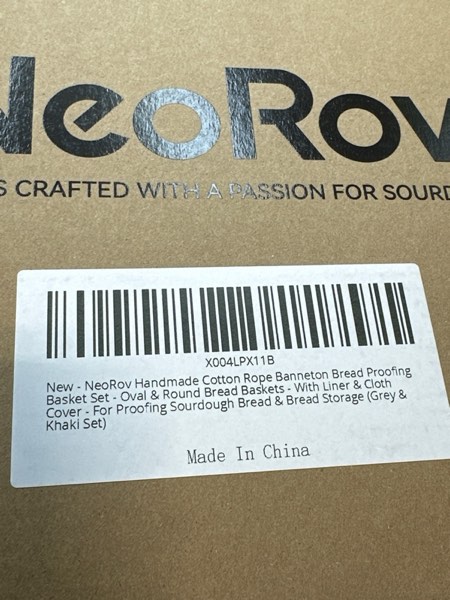 NeoRov
S CRAFTED WITH A PASSION FOR SOURD
X004LPX11B
New - NeoRov Handmade Cotton Rope Banneton Bread Proofing
Basket Set - Oval & Round Bread Baskets - With Liner & Cloth
Cover - For Proofing Sourdough Bread & Bread Storage (Grey &
Khaki Set)
Made In China